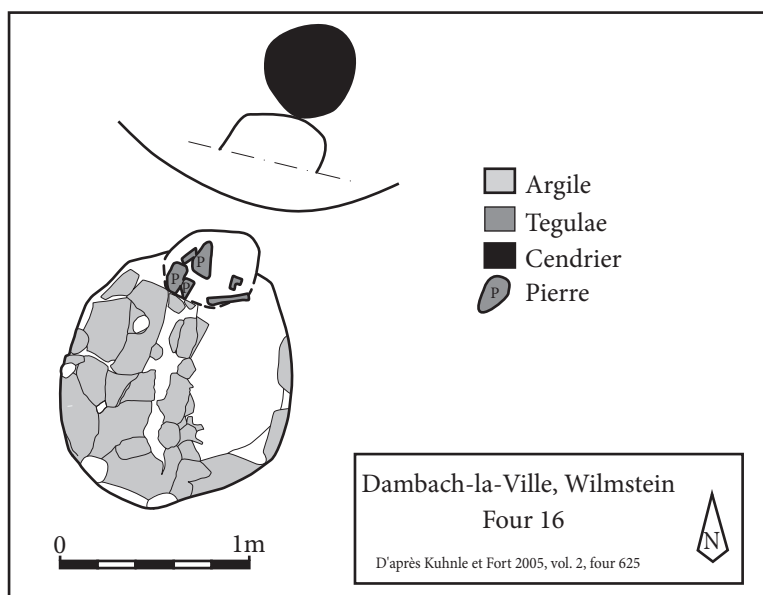 Argile
Tegulae
Cendrier
P
Pierre
P
P
P
0 1m
Dambach-la-Ville, Wilmstein
Four 16
N
D'après Kuhnle et Fort 2005, vol. 2, four 625